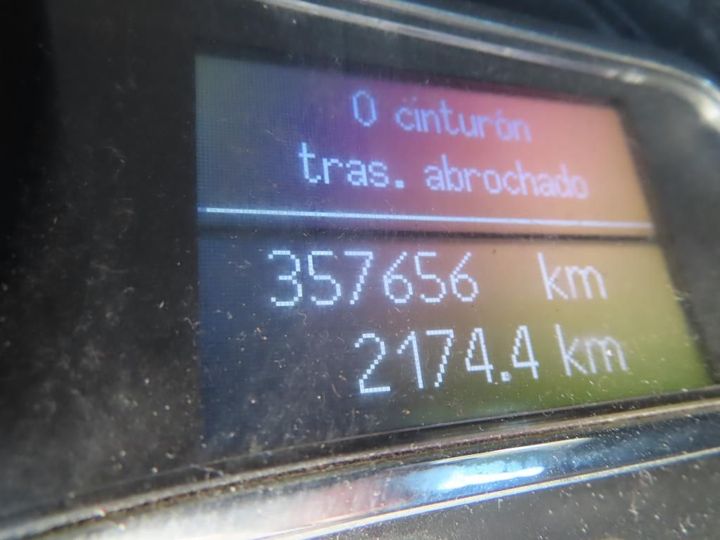 0 cinturón
tras. abrochado
357656 km
2174.4 km